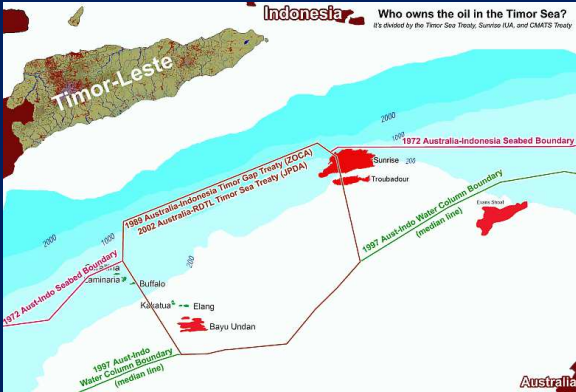 Indonesia
Who owns the oil in the Timor Sea?
It's divided by the Timor Sea Treaty, Sunrise IUA, and CMATS Treaty
Timor-Leste
2000
1000
1972 Australia-Indonesia Seabed Boundary
200
Sunrise
Troubadour
1989 Australia-Indonesia Timor Gap Treaty (ZOCA)
2002 Australia-RDTL Timor Sea Treaty (JPDA)
1997 Aust-Indo Water Column Boundary
(median line)
Evans Shoal
2000
1000
200
1972 Aust-Indo Seabed Boundary
Buffalo
Kakatua
Elang
Bayu Undan
1997 Aust-Indo
Water Column Boundary
(median line)
Australia